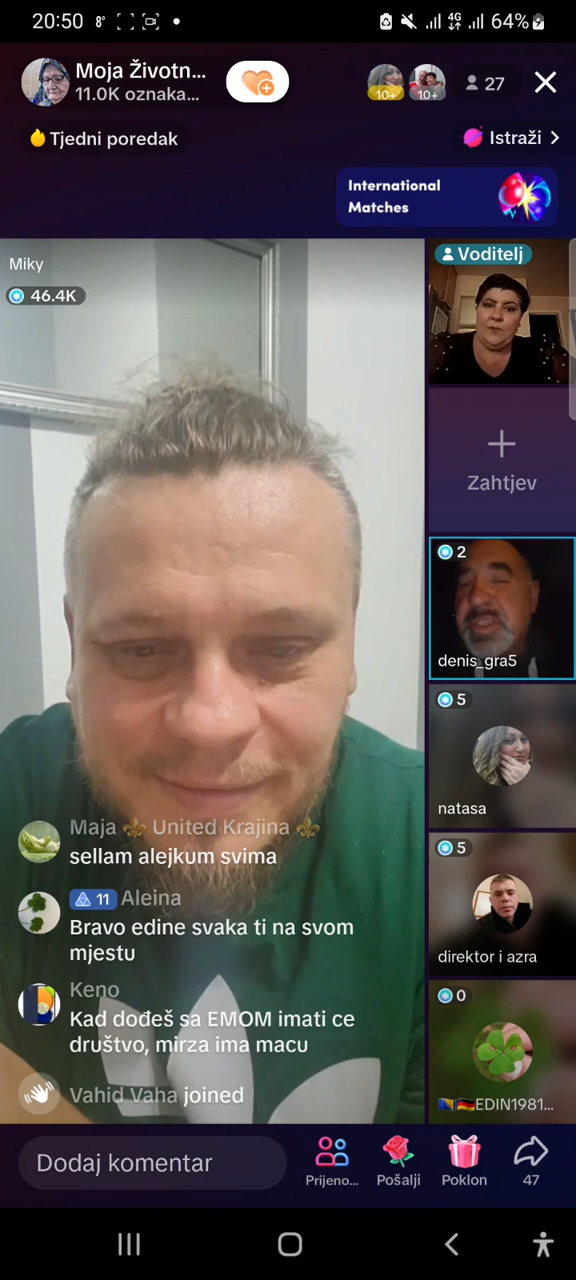 20:50 8° 4G 64%
Moja Životn...
11.0K oznaka...
10+ 10+ 27
Tjedni poredak
Istraži
International
Matches
Miky
46.4K
Voditelj
Zahtjev
2
denis_gra5
5
natasa
5
direktor i azra
0
EDIN1981...
Maja ⚜️ United Krajina ⚜️
sellam alejkum svima
11 Aleina
Bravo edine svaka ti na svom
mjestu
Keno
Kad dođeš sa EMOM imati ce
društvo, mirza ima macu
Vahid Vaha joined
Dodaj komentar
Prijeno...
Pošalji
Poklon
47